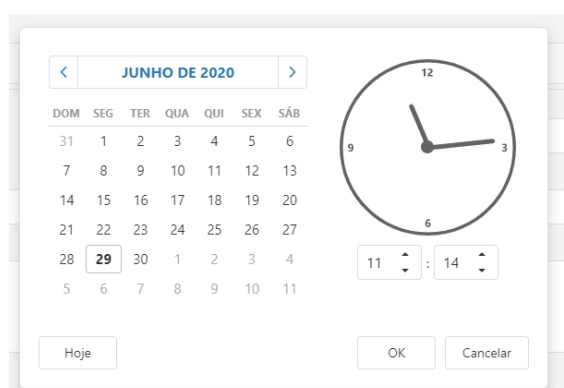 JUNHO DE 2020
DOM SEG TER QUA QUI SEX SÁB
31 1 2 3 4 5 6
7 8 9 10 11 12 13
14 15 16 17 18 19 20
21 22 23 24 25 26 27
28 29 30 1 2 3 4
5 6 7 8 9 10 11
12
9 3
6
11 : 14
Hoje OK Cancelar